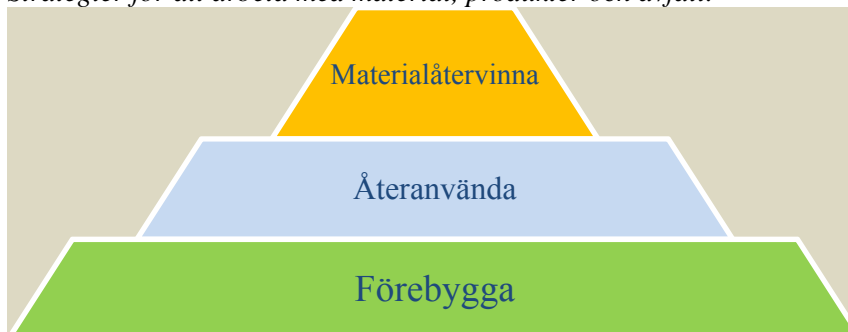 Strategier för att arbeta med material, produkter och avfall.
Materialåtervinna
Återanvända
Förebygga